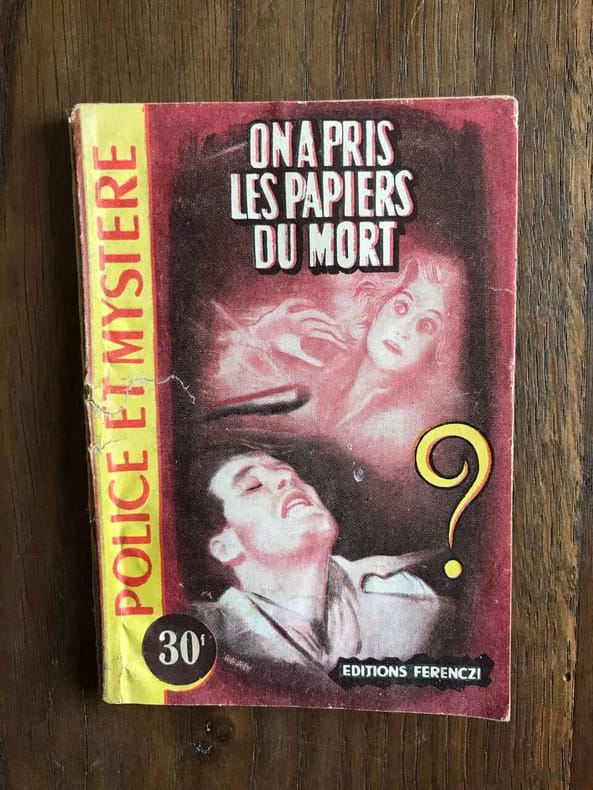 ON A PRIS
LES PAPIERS
DU MORT
POLICE ET MYSTERE
?
30f
EDITIONS FERENCZI